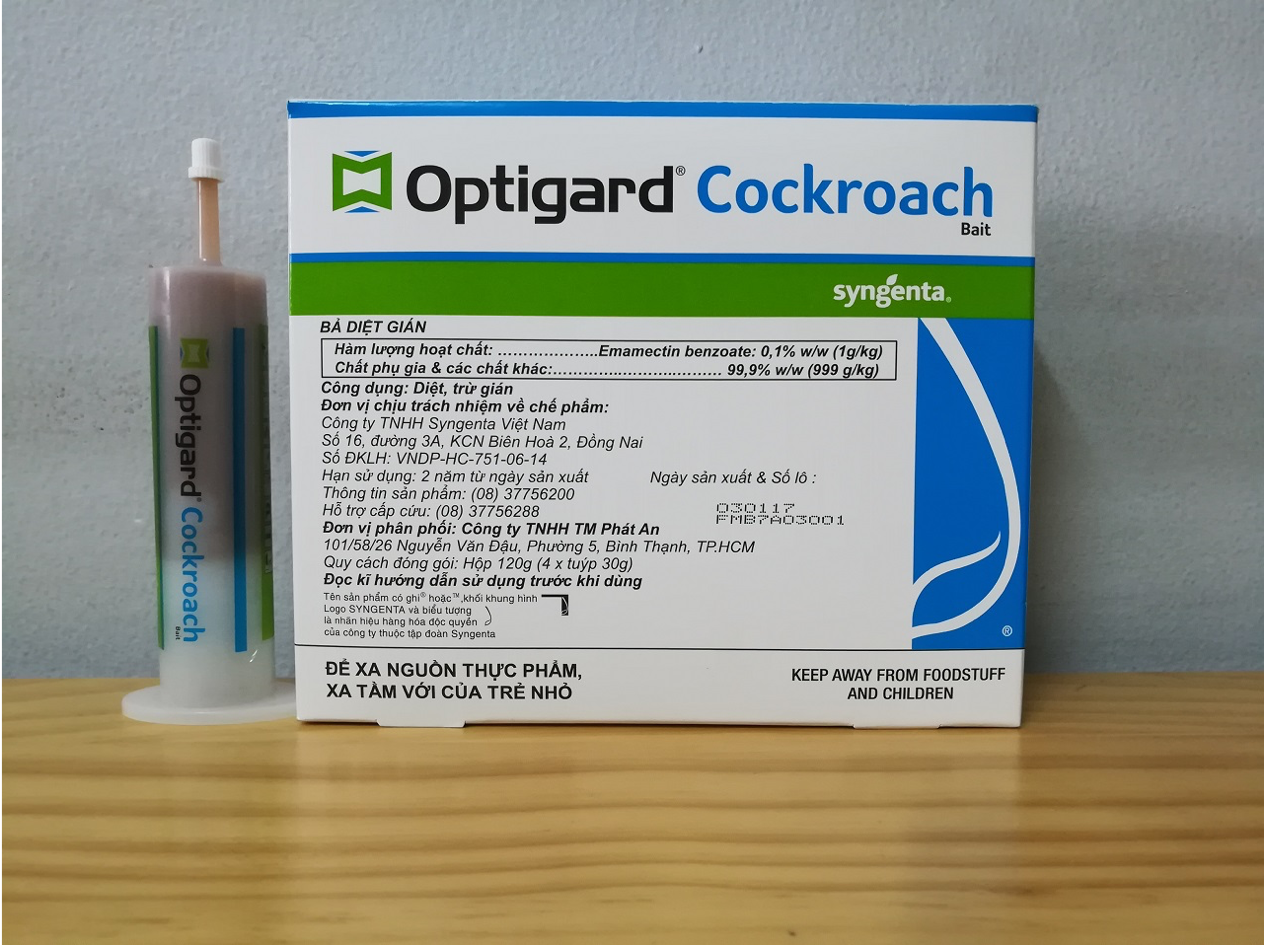 Optigard® Cockroach
Bait
syngenta®
BẢ DIỆT GIÁN
Hàm lượng hoạt chất: ....................Emamectin benzoate: 0,1% w/w (1g/kg)
Chất phụ gia & các chất khác:.................................. 99,9% w/w (999 g/kg)
Công dụng: Diệt, trừ gián
Đơn vị chịu trách nhiệm về chế phẩm:
Công ty TNHH Syngenta Việt Nam
Số 16, đường 3A, KCN Biên Hoà 2, Đồng Nai
Số ĐKLH: VNDP-HC-751-06-14
Hạn sử dụng: 2 năm từ ngày sản xuất Ngày sản xuất & Số lô :
Thông tin sản phẩm: (08) 37756200
030117
Hỗ trợ cấp cứu: (08) 37756288
FMB7A03001
Đơn vị phân phối: Công ty TNHH TM Phát An
101/58/26 Nguyễn Văn Đậu, Phường 5, Bình Thạnh, TP.HCM
Quy cách đóng gói: Hộp 120g (4 x tuýp 30g)
Đọc kĩ hướng dẫn sử dụng trước khi dùng
Tên sản phẩm có ghi ® hoặc ™,khối khung hình
Logo SYNGENTA và biểu tượng
là nhãn hiệu hàng hóa độc quyền
của công ty thuộc tập đoàn Syngenta
®
ĐỂ XA NGUỒN THỰC PHẨM,
XA TẦM VỚI CỦA TRẺ NHỎ
KEEP AWAY FROM FOODSTUFF
AND CHILDREN
Optigard® Cockroach
Bait